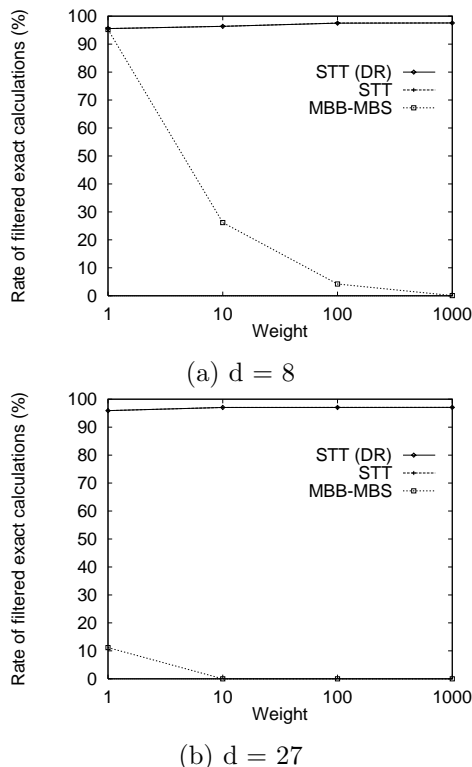 Rate of filtered exact calculations (%)
100
90
80
70
60
50
40
30
20
10
0
STT (DR)
STT
MBB-MBS
1
10
100
1000
Weight
(a) d = 8
Rate of filtered exact calculations (%)
100
90
80
70
60
50
40
30
20
10
0
STT (DR)
STT
MBB-MBS
1
10
100
1000
Weight
(b) d = 27